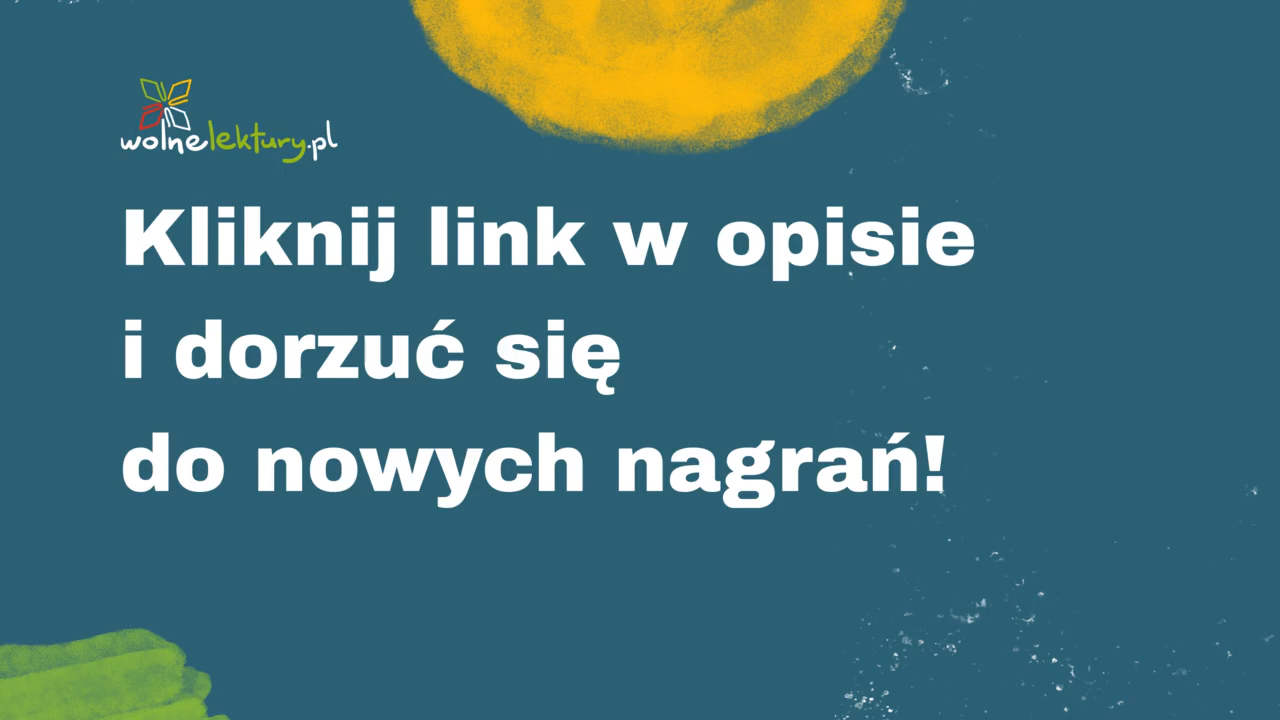 wolnelektury.pl
Kliknij link w opisie
i dorzuć się
do nowych nagrań!